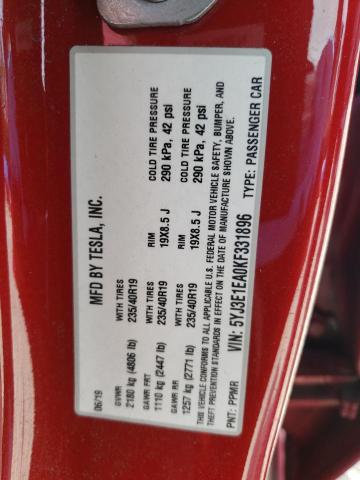 MFD BY TESLA, INC.
06/19
GVWR
2180 kg (4806 lb)
GAWR FRT WITH TIRES RIM COLD TIRE PRESSURE
1110 kg (2447 lb) 235/40R19 19X8.5 J 290 kPa, 42 psi
GAWR RR WITH TIRES RIM COLD TIRE PRESSURE
1257 kg (2771 lb) 235/40R19 19X8.5 J 290 kPa, 42 psi
THIS VEHICLE CONFORMS TO ALL APPLICABLE U.S. FEDERAL MOTOR VEHICLE SAFETY, BUMPER, AND
THEFT PREVENTION STANDARDS IN EFFECT ON THE DATE OF MANUFACTURE SHOWN ABOVE.
PNT: PPMR VIN: 5YJ3E1EA0KF331896 TYPE: PASSENGER CAR